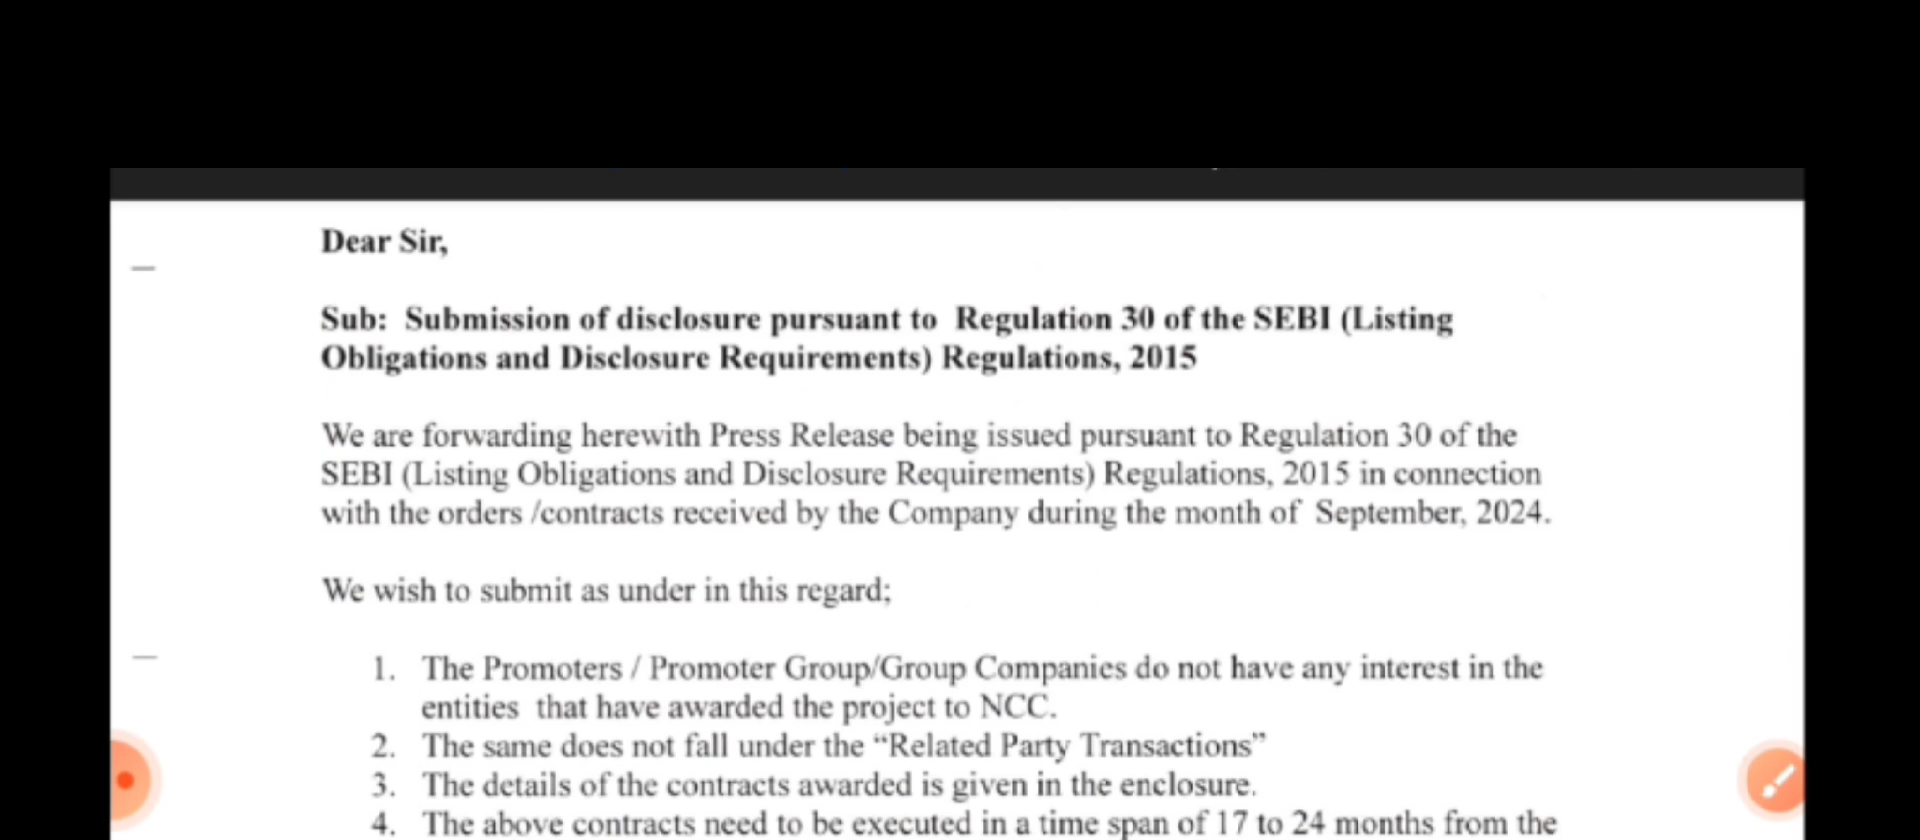 Dear Sir,
Sub: Submission of disclosure pursuant to Regulation 30 of the SEBI (Listing
Obligations and Disclosure Requirements) Regulations, 2015
We are forwarding herewith Press Release being issued pursuant to Regulation 30 of the
SEBI (Listing Obligations and Disclosure Requirements) Regulations, 2015 in connection
with the orders /contracts received by the Company during the month of September, 2024.
We wish to submit as under in this regard;
1. The Promoters / Promoter Group/Group Companies do not have any interest in the
entities that have awarded the project to NCC.
2. The same does not fall under the “Related Party Transactions”
3. The details of the contracts awarded is given in the enclosure.
4. The above contracts need to be executed in a time span of 17 to 24 months from the